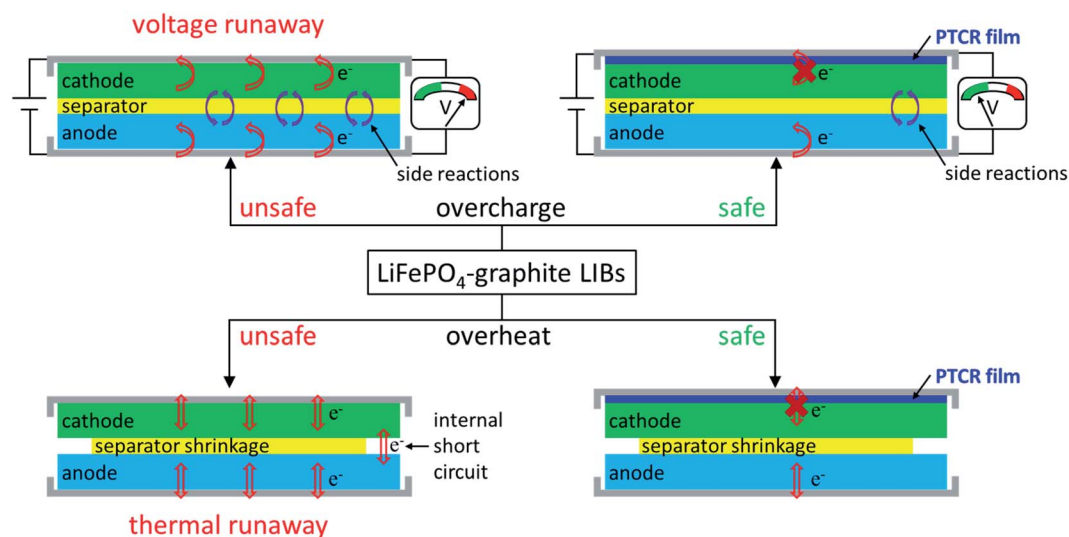 voltage runaway
cathode
e-
separator
anode
e-
V
side reactions
PTCR film
cathode
e-
separator
anode
e-
V
side reactions
unsafe overcharge safe
LiFePO4-graphite LIBs
unsafe overheat safe
cathode
e-
separator shrinkage
e-
anode
e-
internal
short
circuit
thermal runaway
PTCR film
cathode
e-
separator shrinkage
anode
e-